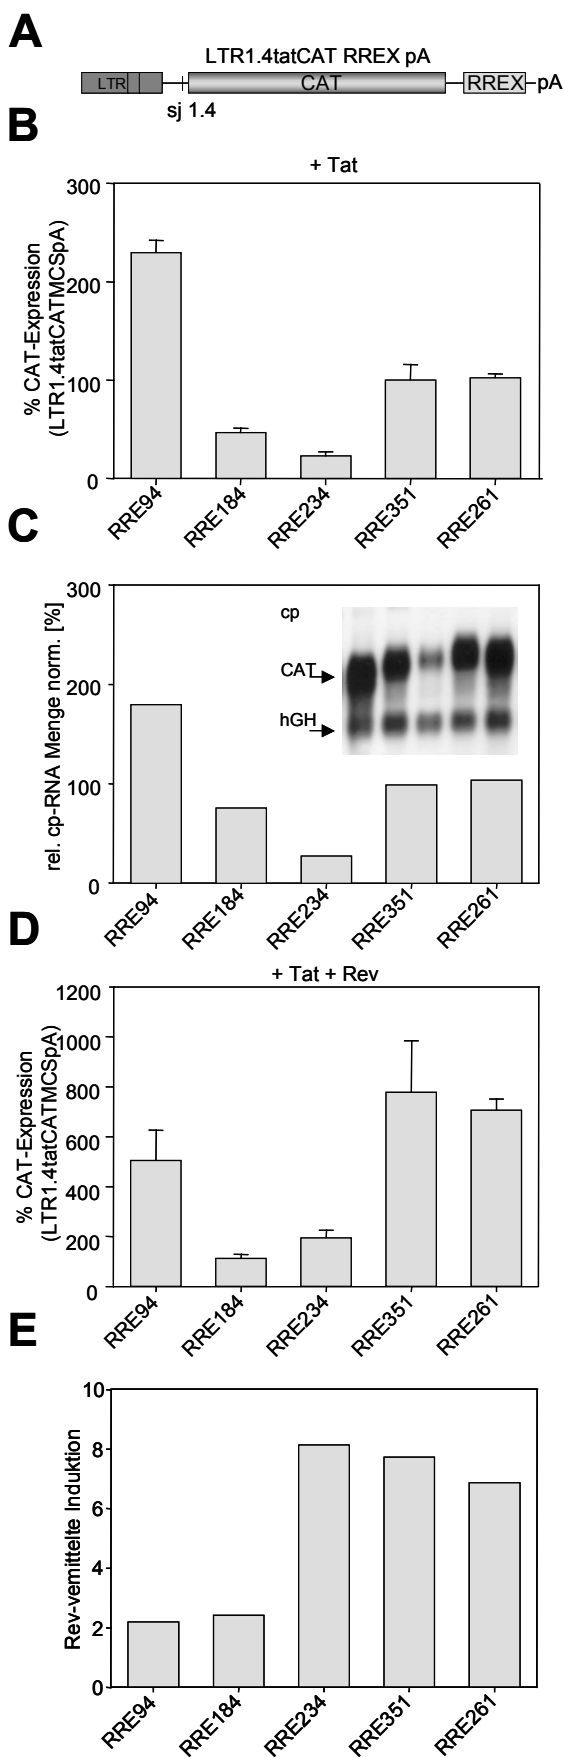 A
LTR1.4tatCAT RREX pA
LTR
CAT
RREX
pA
sj 1.4
B
+ Tat
% CAT-Expression
(LTR1.4tatCATMCSpA)
300
200
100
0
RRE94
RRE184
RRE234
RRE351
RRE261
C
rel. cp-RNA Menge norm. [%]
300
200
100
0
cp
CAT
hGH
RRE94
RRE184
RRE234
RRE351
RRE261
D
+ Tat + Rev
% CAT-Expression
(LTR1.4tatCATMCSpA)
1200
1000
800
600
400
200
0
RRE94
RRE184
RRE234
RRE351
RRE261
E
Rev-vemittelte Induktion
10
8
6
4
2
0
RRE94
RRE184
RRE234
RRE351
RRE261